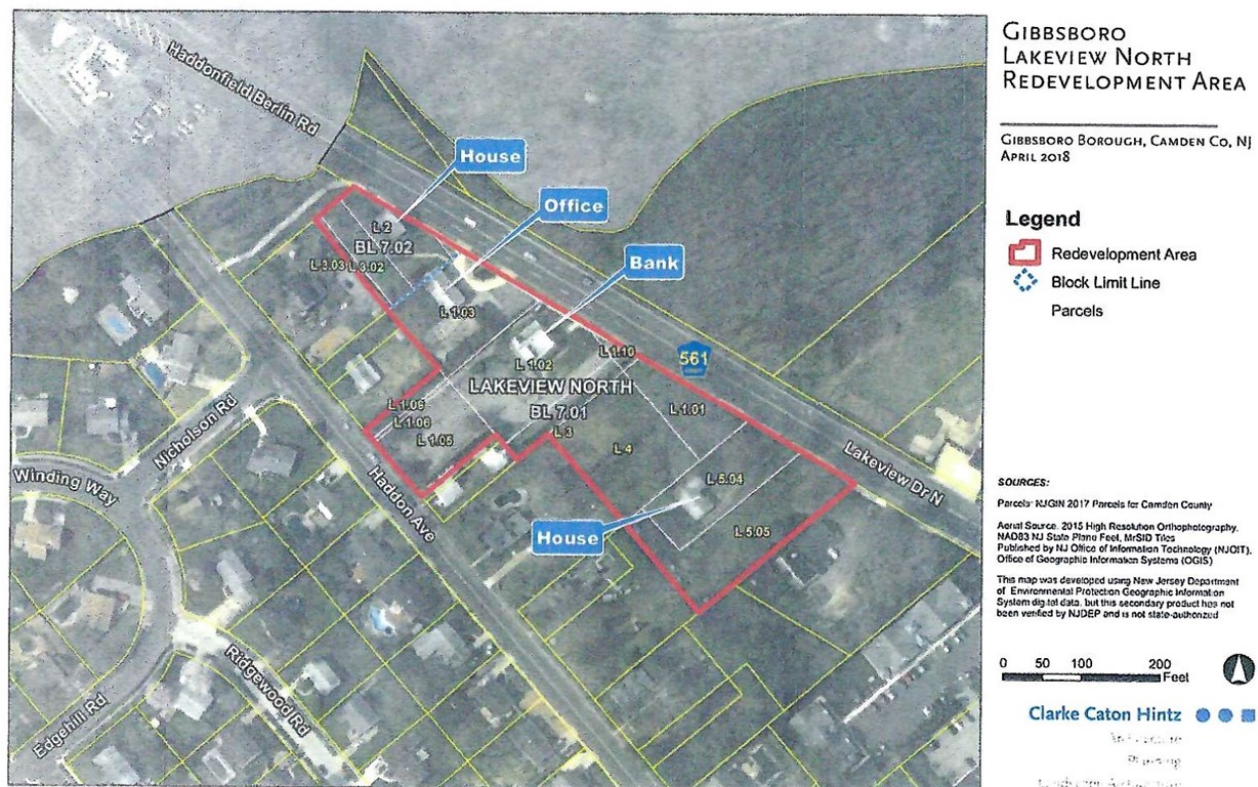 GIBBSBORO
LAKEVIEW NORTH
REDEVELOPMENT AREA
GIBBSBORO BOROUGH, CAMDEN CO, NJ
APRIL 2018
Legend
Redevelopment Area
Block Limit Line
Parcels
Haddonfield Berlin Rd
House
Office
Bank
L 2
BL 7.02
L 3.03
L 3.02
L 1.03
L 1.02
L 1.10
561
LAKEVIEW NORTH
BL 7.01
L 1.01
L 1.06
L 1.06
L 1.05
L 3
L 4
L 5.04
L 5.05
House
Lakeview Dr N
Haddon Ave
Nicholson Rd
Winding Way
Ridgewood Rd
Edgehill Rd
SOURCES:
Parcels: NJGIN 2017 Parcels for Camden County
Aerial Source: 2015 High Resolution Orthophotography,
NAD83 NJ State Plane Feet, MrSID Tiles
Published by NJ Office of Information Technology (NJOIT),
Office of Geographic Information Systems (OGIS)
This map was developed using New Jersey Department
of Environmental Protection Geographic Information
System digital data, but this secondary product has not
been verified by NJDEP and is not state-authorized
0 50 100 200
Feet
Clarke Caton Hintz